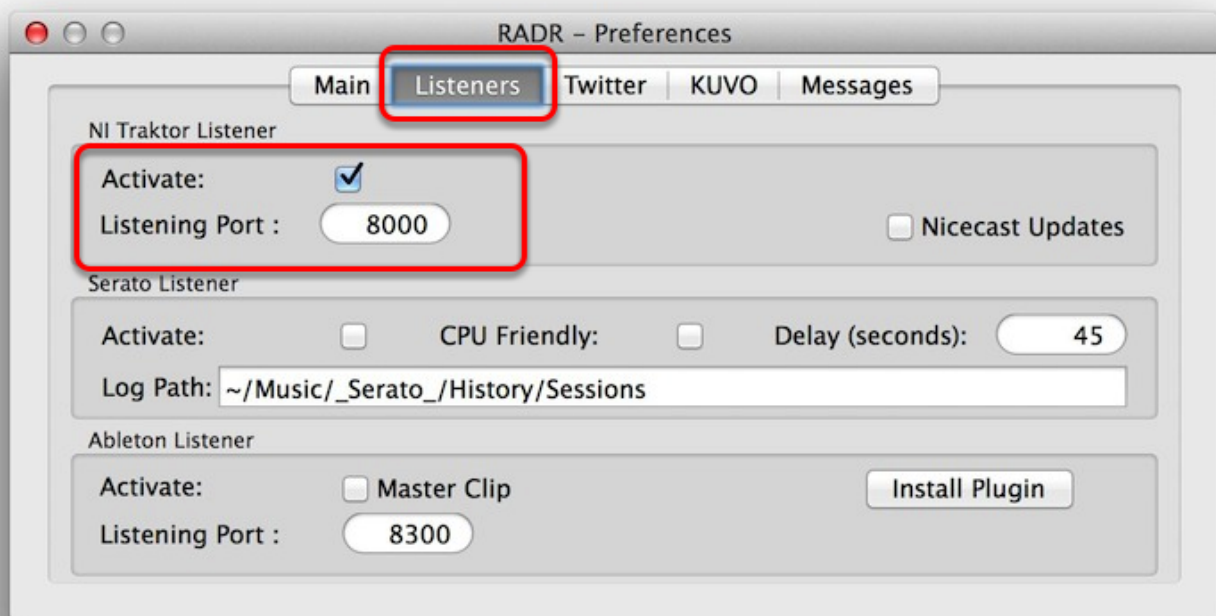 RADR – Preferences
Main Listeners Twitter KUVO Messages
NI Traktor Listener
Activate:
Listening Port : 8000 Nicecast Updates
Serato Listener
Activate: CPU Friendly: Delay (seconds): 45
Log Path: ~/Music/_Serato_/History/Sessions
Ableton Listener
Activate: Master Clip Install Plugin
Listening Port : 8300